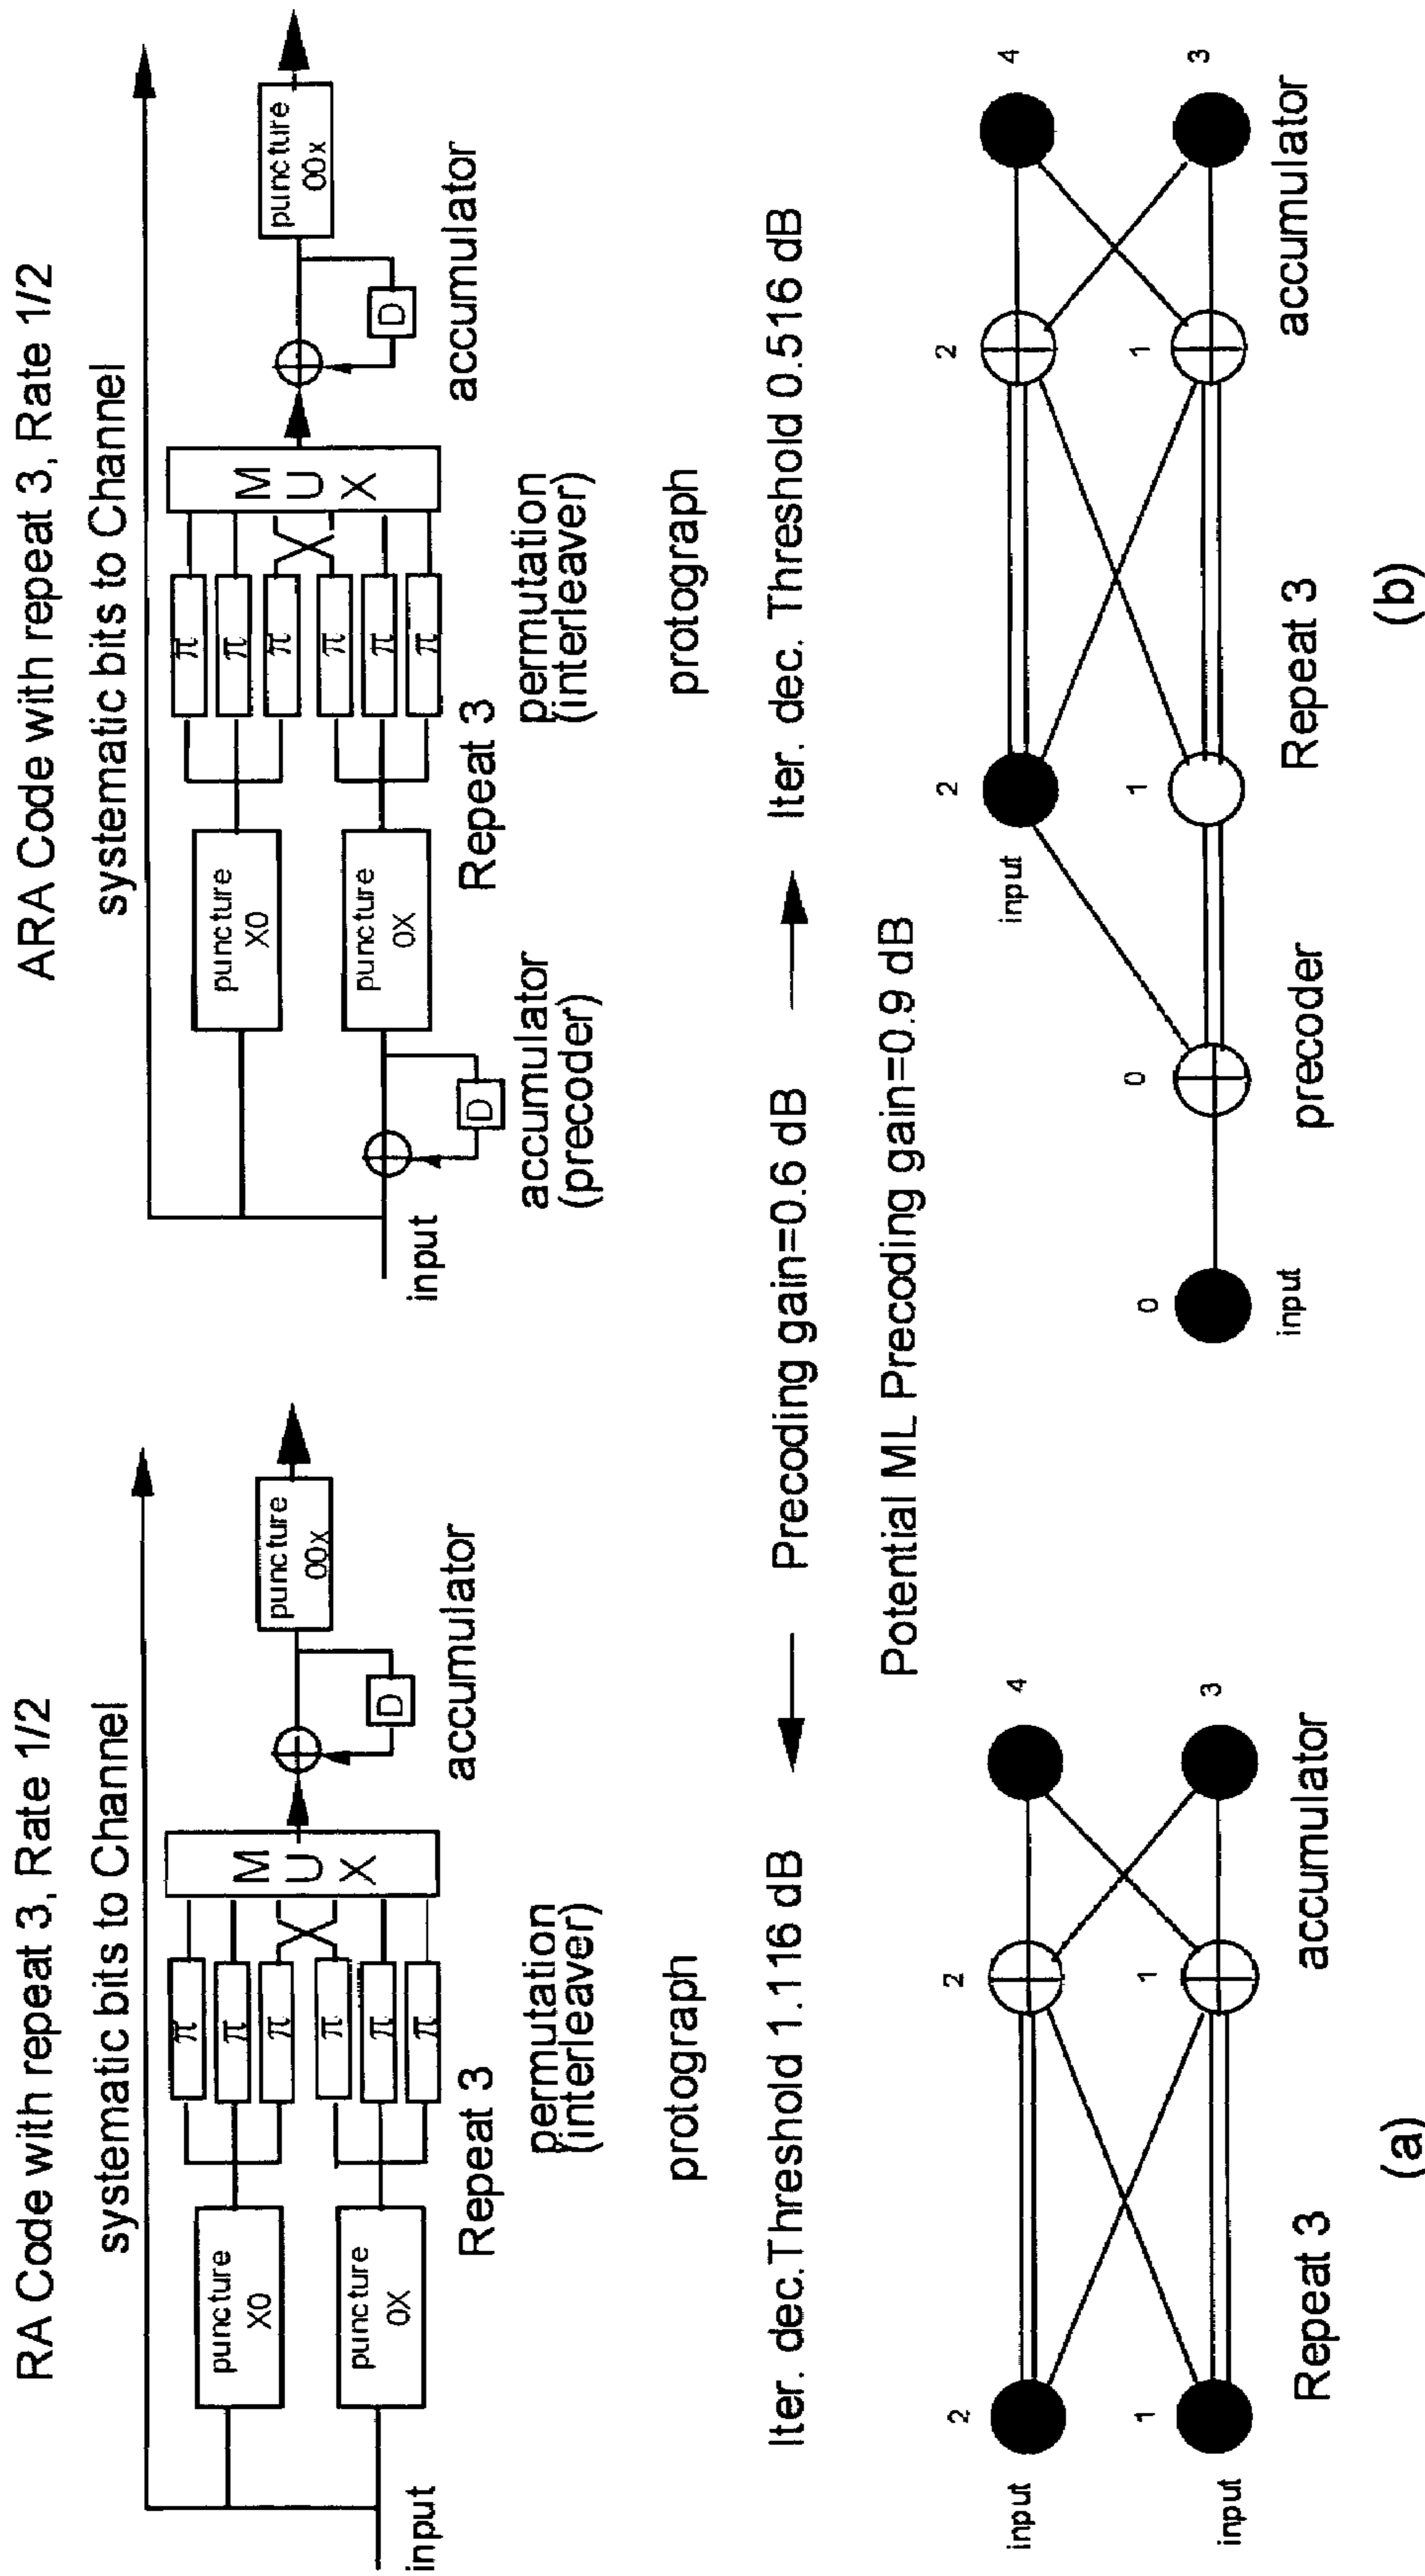 RA Code with repeat 3, Rate 1/2
systematic bits to Channel
input
puncture
X0
puncture
0X
π
π
π
π
π
π
Repeat 3
permutation
(interleaver)
M
U
X
D
accumulator
puncture
00x
protograph
Iter. dec.Threshold 1.116 dB
input
2
input
1
Repeat 3
2
1
4
3
accumulator
(a)
Precoding gain=0.6 dB
Potential ML Precoding gain=0.9 dB
ARA Code with repeat 3, Rate 1/2
systematic bits to Channel
input
D
accumulator
(precoder)
puncture
X0
puncture
0X
π
π
π
π
π
π
Repeat 3
permutation
(interleaver)
M
U
X
D
accumulator
puncture
00x
protograph
Iter. dec. Threshold 0.516 dB
0
input
0
precoder
input
2
1
Repeat 3
2
1
4
3
accumulator
(b)